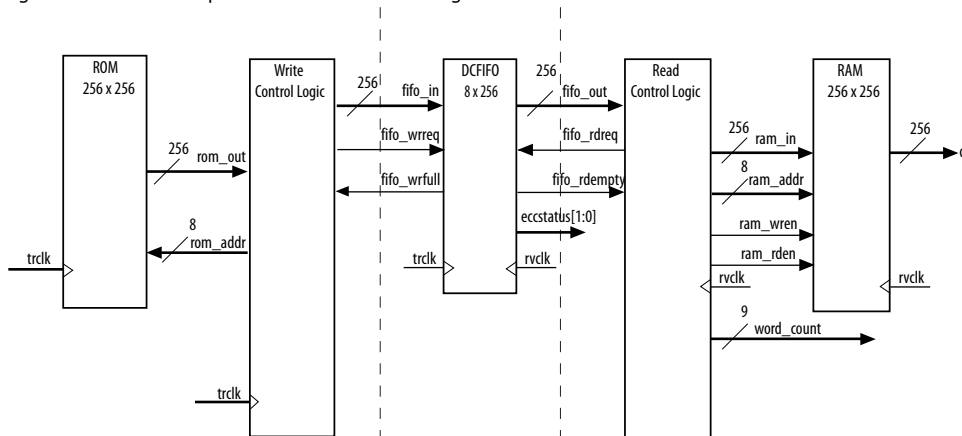 ROM
256 x 256
Write
Control Logic
DCFIFO
8 x 256
Read
Control Logic
RAM
256 x 256
256
fifo_in
256
fifo_out
fifo_wrreq
fifo_rdreq
256
rom_out
256
ram_in
256
fifo_wrfull
fifo_rdempty
8
ram_addr
eccstatus[1:0]
8
rom_addr
ram_wren
trclk
trclk
rvclk
ram_rden
rvclk
rvclk
9
word_count
trclk